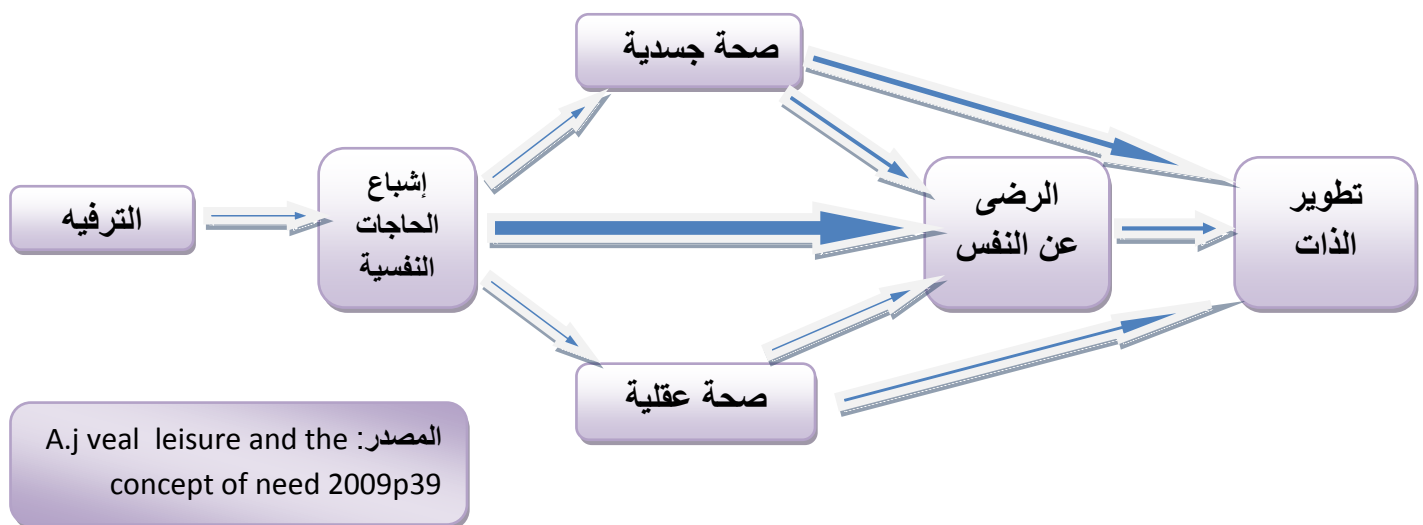 صحة جسدية
الترفيه
إشباع
الحاجات
النفسية
الرضى
عن النفس
تطوير
الذات
صحة عقلية
المصدر: A.j veal leisure and the
concept of need 2009p39